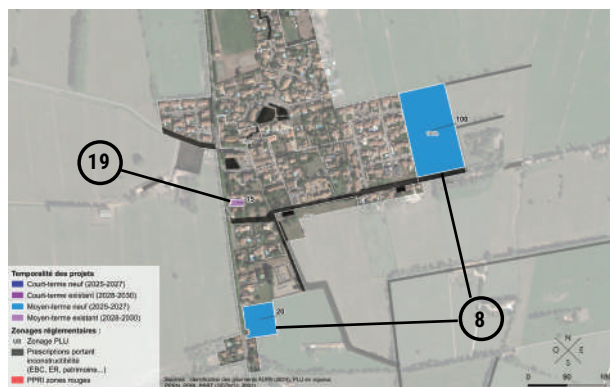 100
19
15
20
8
Temporalité des projets
Court-terme neuf (2025-2027)
Court-terme existant (2028-2030)
Moyen-terme neuf (2025-2027)
Moyen-terme existant (2028-2030)
Zonages réglementaires :
UB Zonage PLU
Prescriptions portant
inconstructibilité
(EBC, ER, patrimoine...)
PPRI zones rouges
N
O E
S
0 90